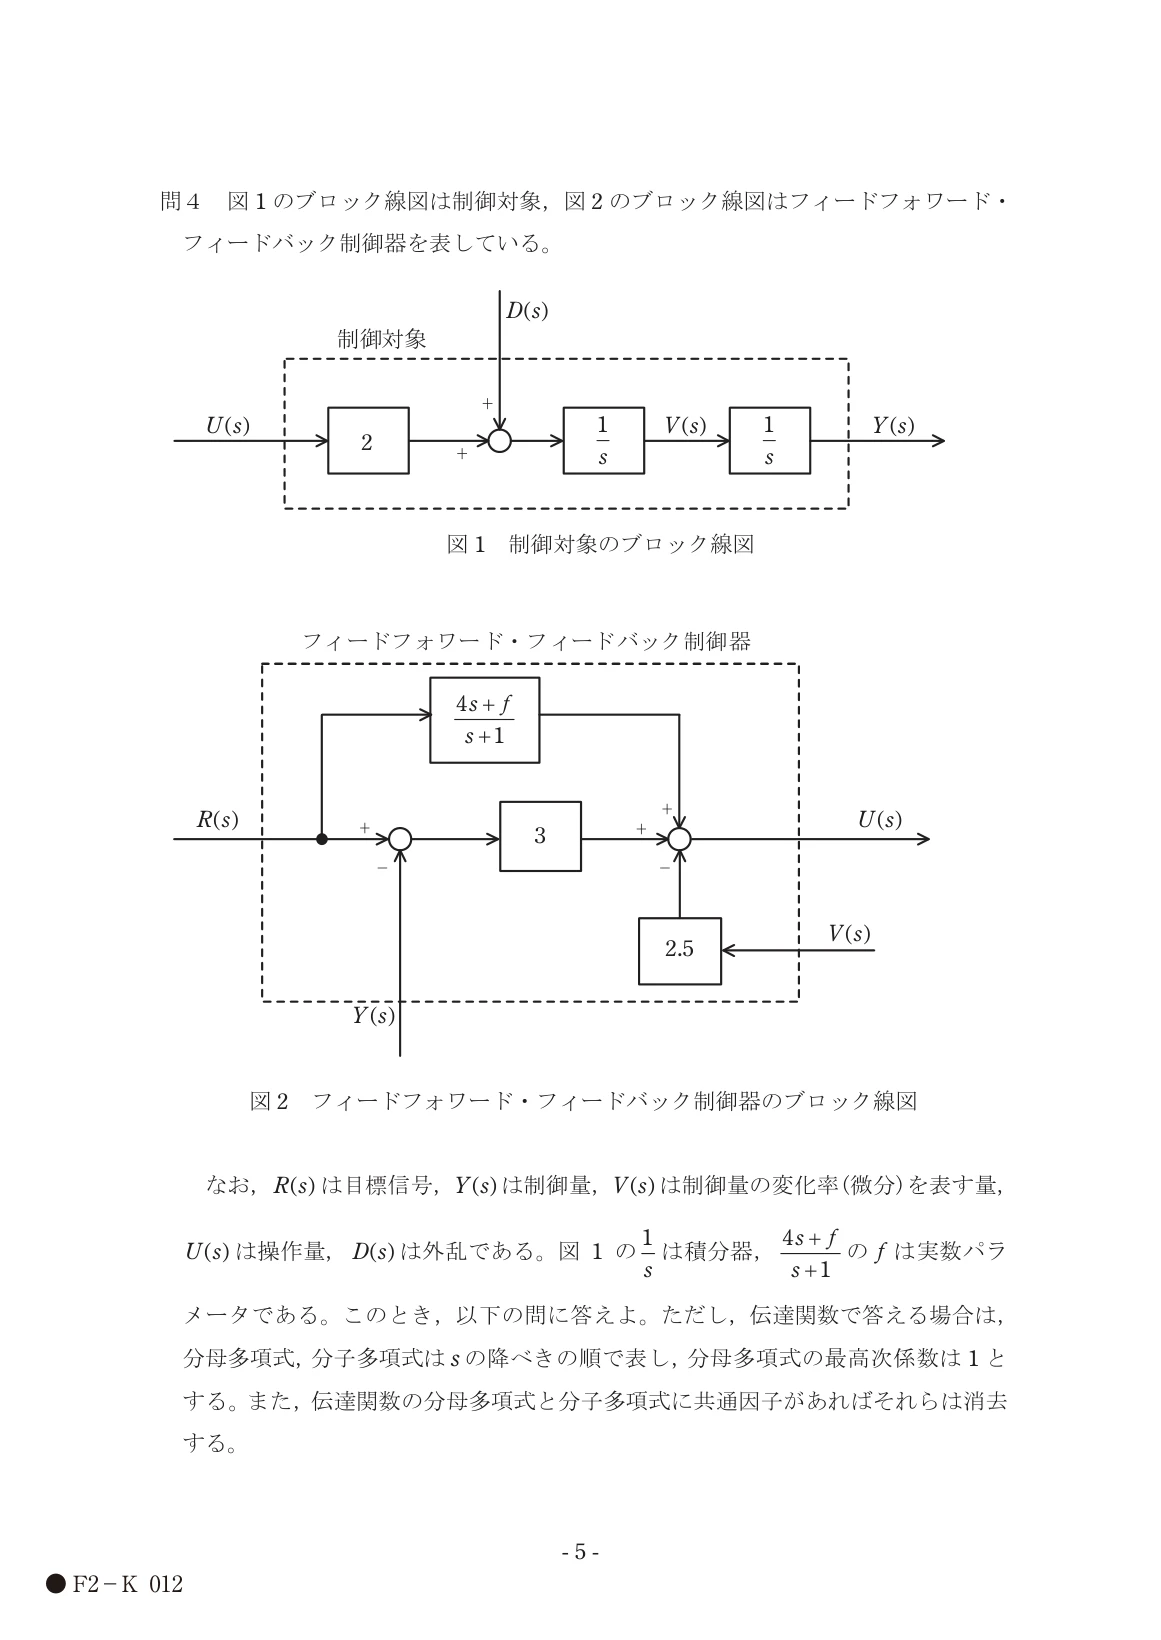 問4　図1のブロック線図は制御対象，図2のブロック線図はフィードフォワード・
フィードバック制御器を表している。
D(s)
制御対象
U(s)
2
+
+
1/s
V(s)
1/s
Y(s)
図1　制御対象のブロック線図
フィードフォワード・フィードバック制御器
(4s+f)/(s+1)
R(s)
+
−
3
+
+
−
U(s)
2.5
V(s)
Y(s)
図2　フィードフォワード・フィードバック制御器のブロック線図
なお，R(s)は目標信号，Y(s)は制御量，V(s)は制御量の変化率(微分)を表す量，
U(s)は操作量，D(s)は外乱である。図1の1/sは積分器，(4s+f)/(s+1)のfは実数パラ
メータである。このとき，以下の問に答えよ。ただし，伝達関数で答える場合は，
分母多項式，分子多項式はsの降べきの順で表し，分母多項式の最高次係数は1と
する。また，伝達関数の分母多項式と分子多項式に共通因子があればそれらは消去
する。
- 5 -
●F2−K 012